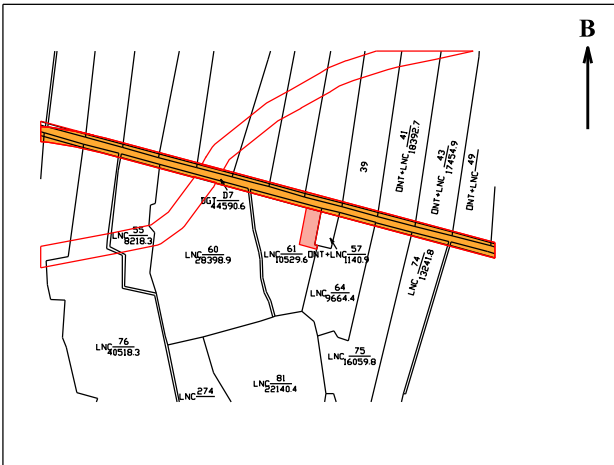 B
DNT+LNC 41
18392.7
DNT+LNC 43
17454.9
DNT+LNC 49
39
D7
DGT 44590.6
LNC 55
8218.3
LNC 60
28398.9
LNC 61
10529.6
DNT+LNC 57
1140.9
LNC 74
13241.8
LNC 64
9664.4
LNC 76
40518.3
LNC 75
16059.8
LNC 274
LNC 81
22140.4